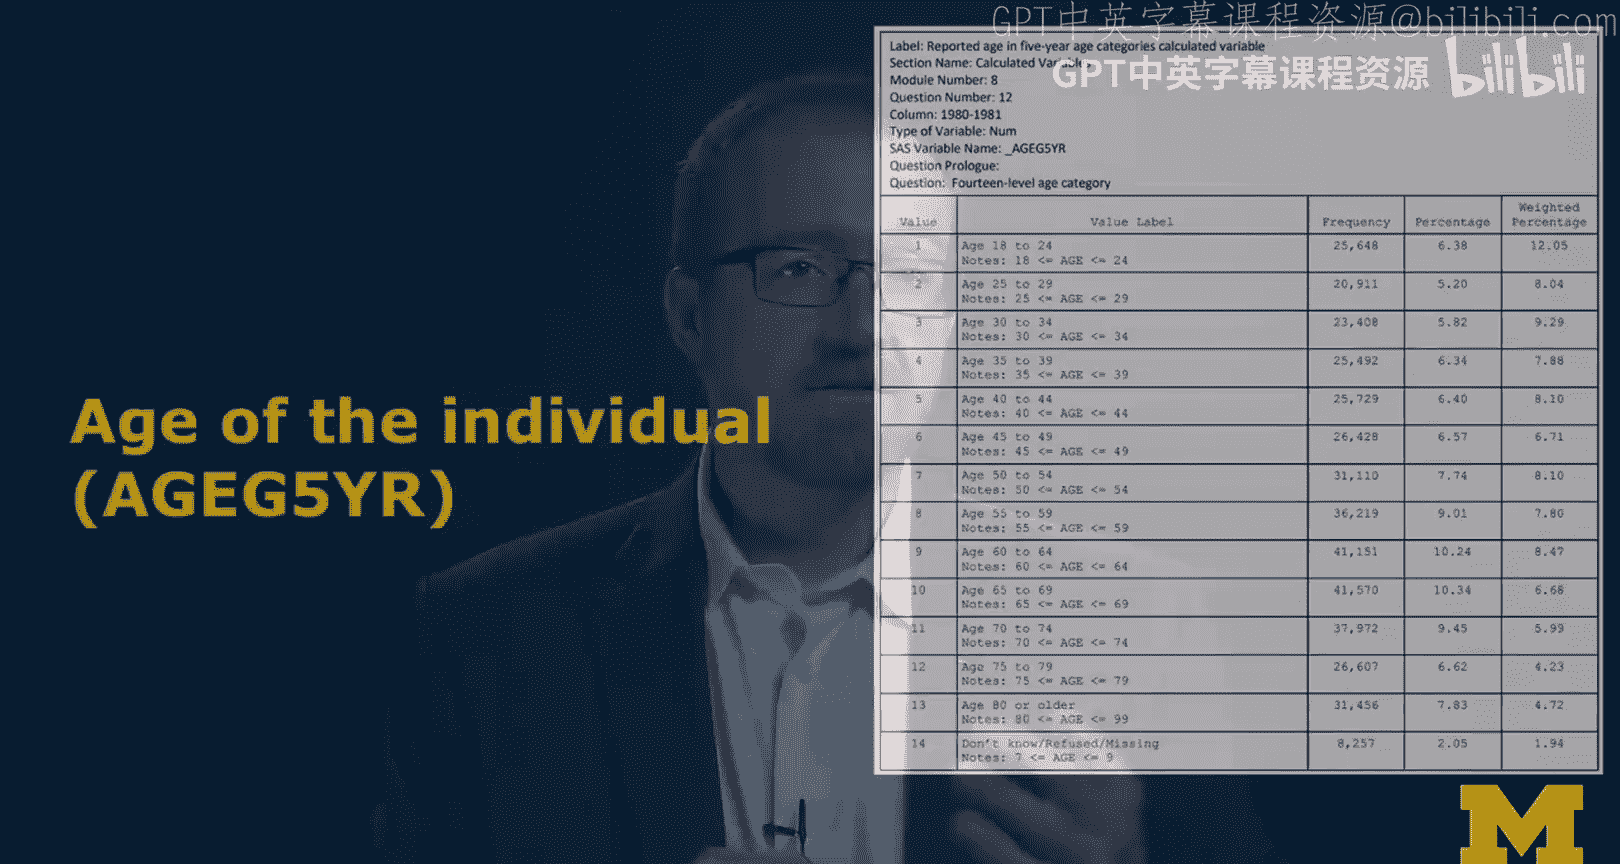 GPT中英字幕课程资源@bilibili.com
GPT中英字幕课程资源 bilibili
Age of the individual
(AGEG5YR)
Label: Reported age in five-year age categories calculated variable
Section Name: Calculated Variables
Module Number: 8
Question Number: 12
Column: 1980-1981
Type of Variable: Num
SAS Variable Name: _AGEG5YR
Question Prologue:
Question: Fourteen-level age category
Value Value Label Frequency Percentage Weighted Percentage
1 Age 18 to 24 25,648 6.38 12.05
Notes: 18 <= AGE <= 24
2 Age 25 to 29 20,911 5.20 8.04
Notes: 25 <= AGE <= 29
3 Age 30 to 34 23,408 5.82 9.29
Notes: 30 <= AGE <= 34
4 Age 35 to 39 25,492 6.34 7.88
Notes: 35 <= AGE <= 39
5 Age 40 to 44 25,729 6.40 8.10
Notes: 40 <= AGE <= 44
6 Age 45 to 49 26,428 6.57 6.71
Notes: 45 <= AGE <= 49
7 Age 50 to 54 31,110 7.74 8.10
Notes: 50 <= AGE <= 54
8 Age 55 to 59 36,219 9.01 7.80
Notes: 55 <= AGE <= 59
9 Age 60 to 64 41,151 10.24 8.47
Notes: 60 <= AGE <= 64
10 Age 65 to 69 41,570 10.34 6.68
Notes: 65 <= AGE <= 69
11 Age 70 to 74 37,972 9.45 5.99
Notes: 70 <= AGE <= 74
12 Age 75 to 79 26,607 6.62 4.23
Notes: 75 <= AGE <= 79
13 Age 80 or older 31,456 7.83 4.72
Notes: 80 <= AGE <= 99
14 Don't know/Refused/Missing 8,257 2.05 1.94
Notes: 7 <= AGE <= 9
M